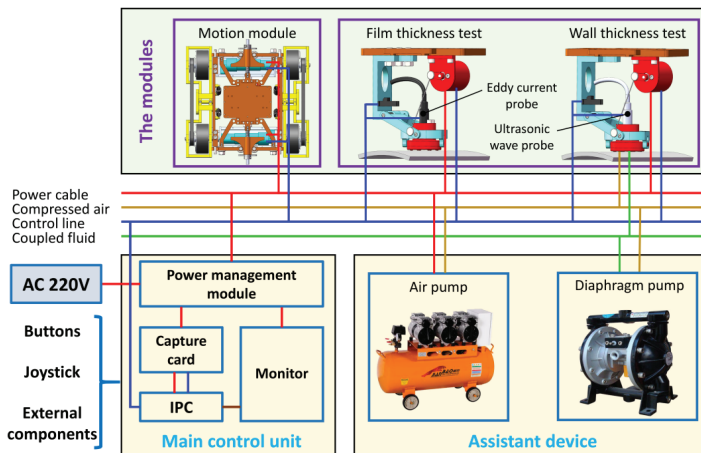 The modules
Motion module
Film thickness test
Wall thickness test
Eddy current
probe
Ultrasonic
wave probe
Power cable
Compressed air
Control line
Coupled fluid
AC 220V
Power management
module
Capture
card
Monitor
IPC
Main control unit
Buttons
Joystick
External
components
Air pump
Diaphragm pump
Assistant device